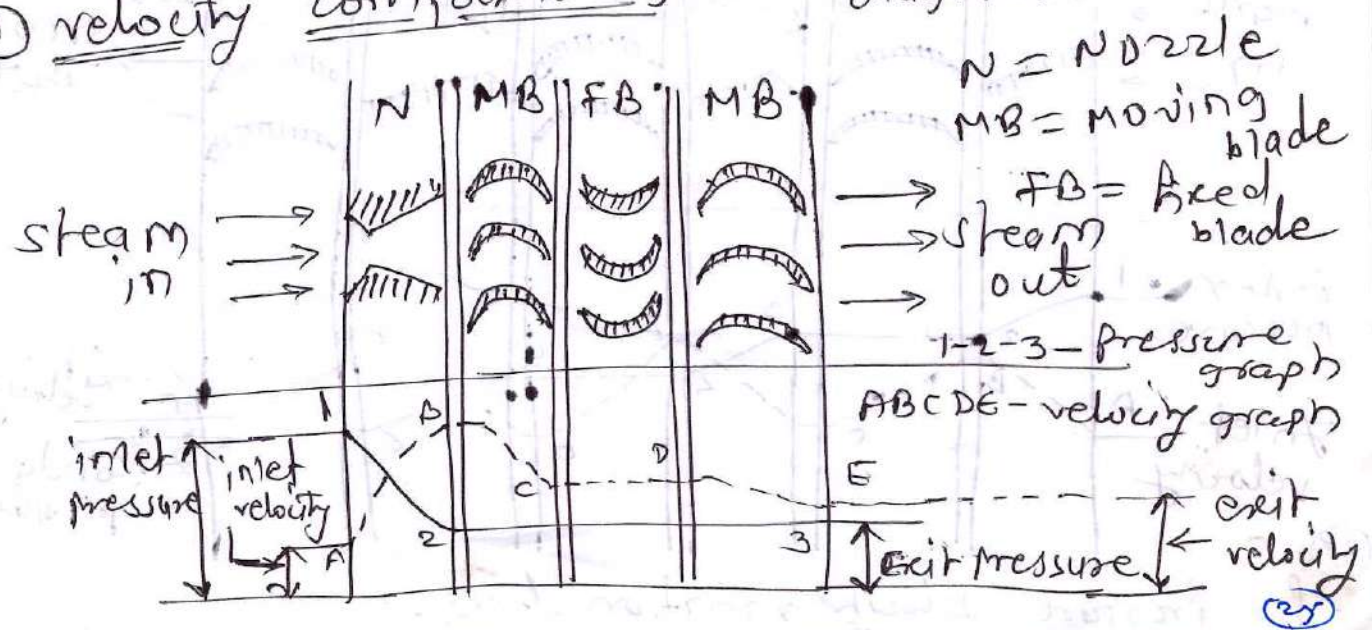 velocity
N MB FB MB
N = Nozzle
MB = Moving
blade
FB = fixed
blade
steam
in
steam
out
1-2-3 - pressure
graph
ABCDE - velocity graph
1
B
inlet
pressure
inlet
velocity
A
2
C
D
E
3
Exit pressure
exit
velocity
25